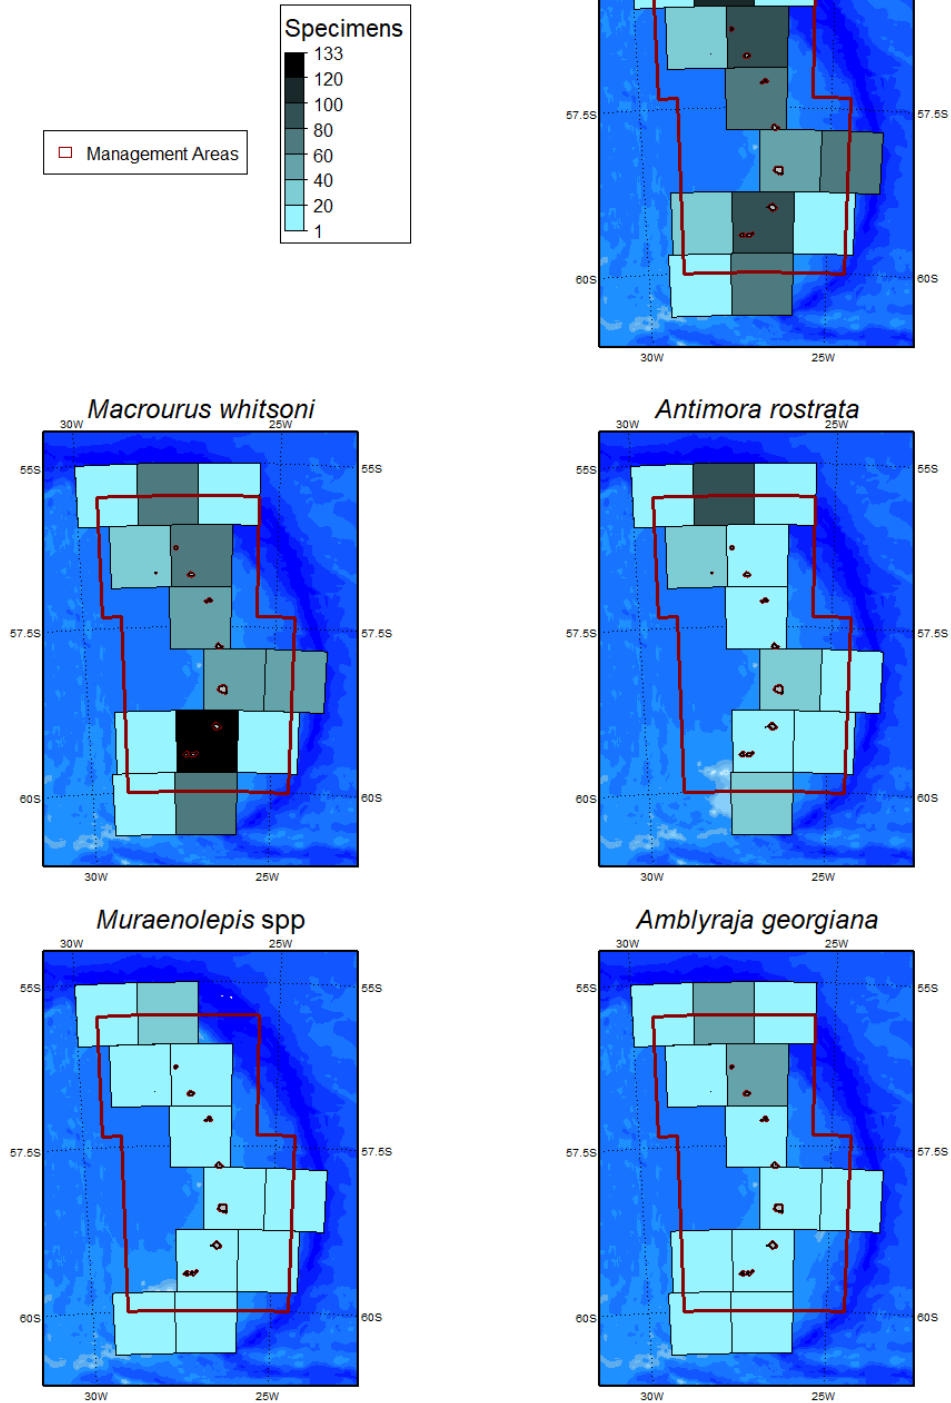 Specimens
133
120
100
80
60
40
20
1
Management Areas
57.5S
57.5S
60S
60S
30W
25W
Macrourus whitsoni
30W
25W
55S
55S
57.5S
57.5S
60S
60S
30W
25W
Antimora rostrata
30W
25W
55S
55S
57.5S
57.5S
60S
60S
30W
25W
Muraenolepis spp
30W
25W
55S
55S
57.5S
57.5S
60S
60S
30W
25W
Amblyraja georgiana
30W
25W
55S
55S
57.5S
57.5S
60S
60S
30W
25W